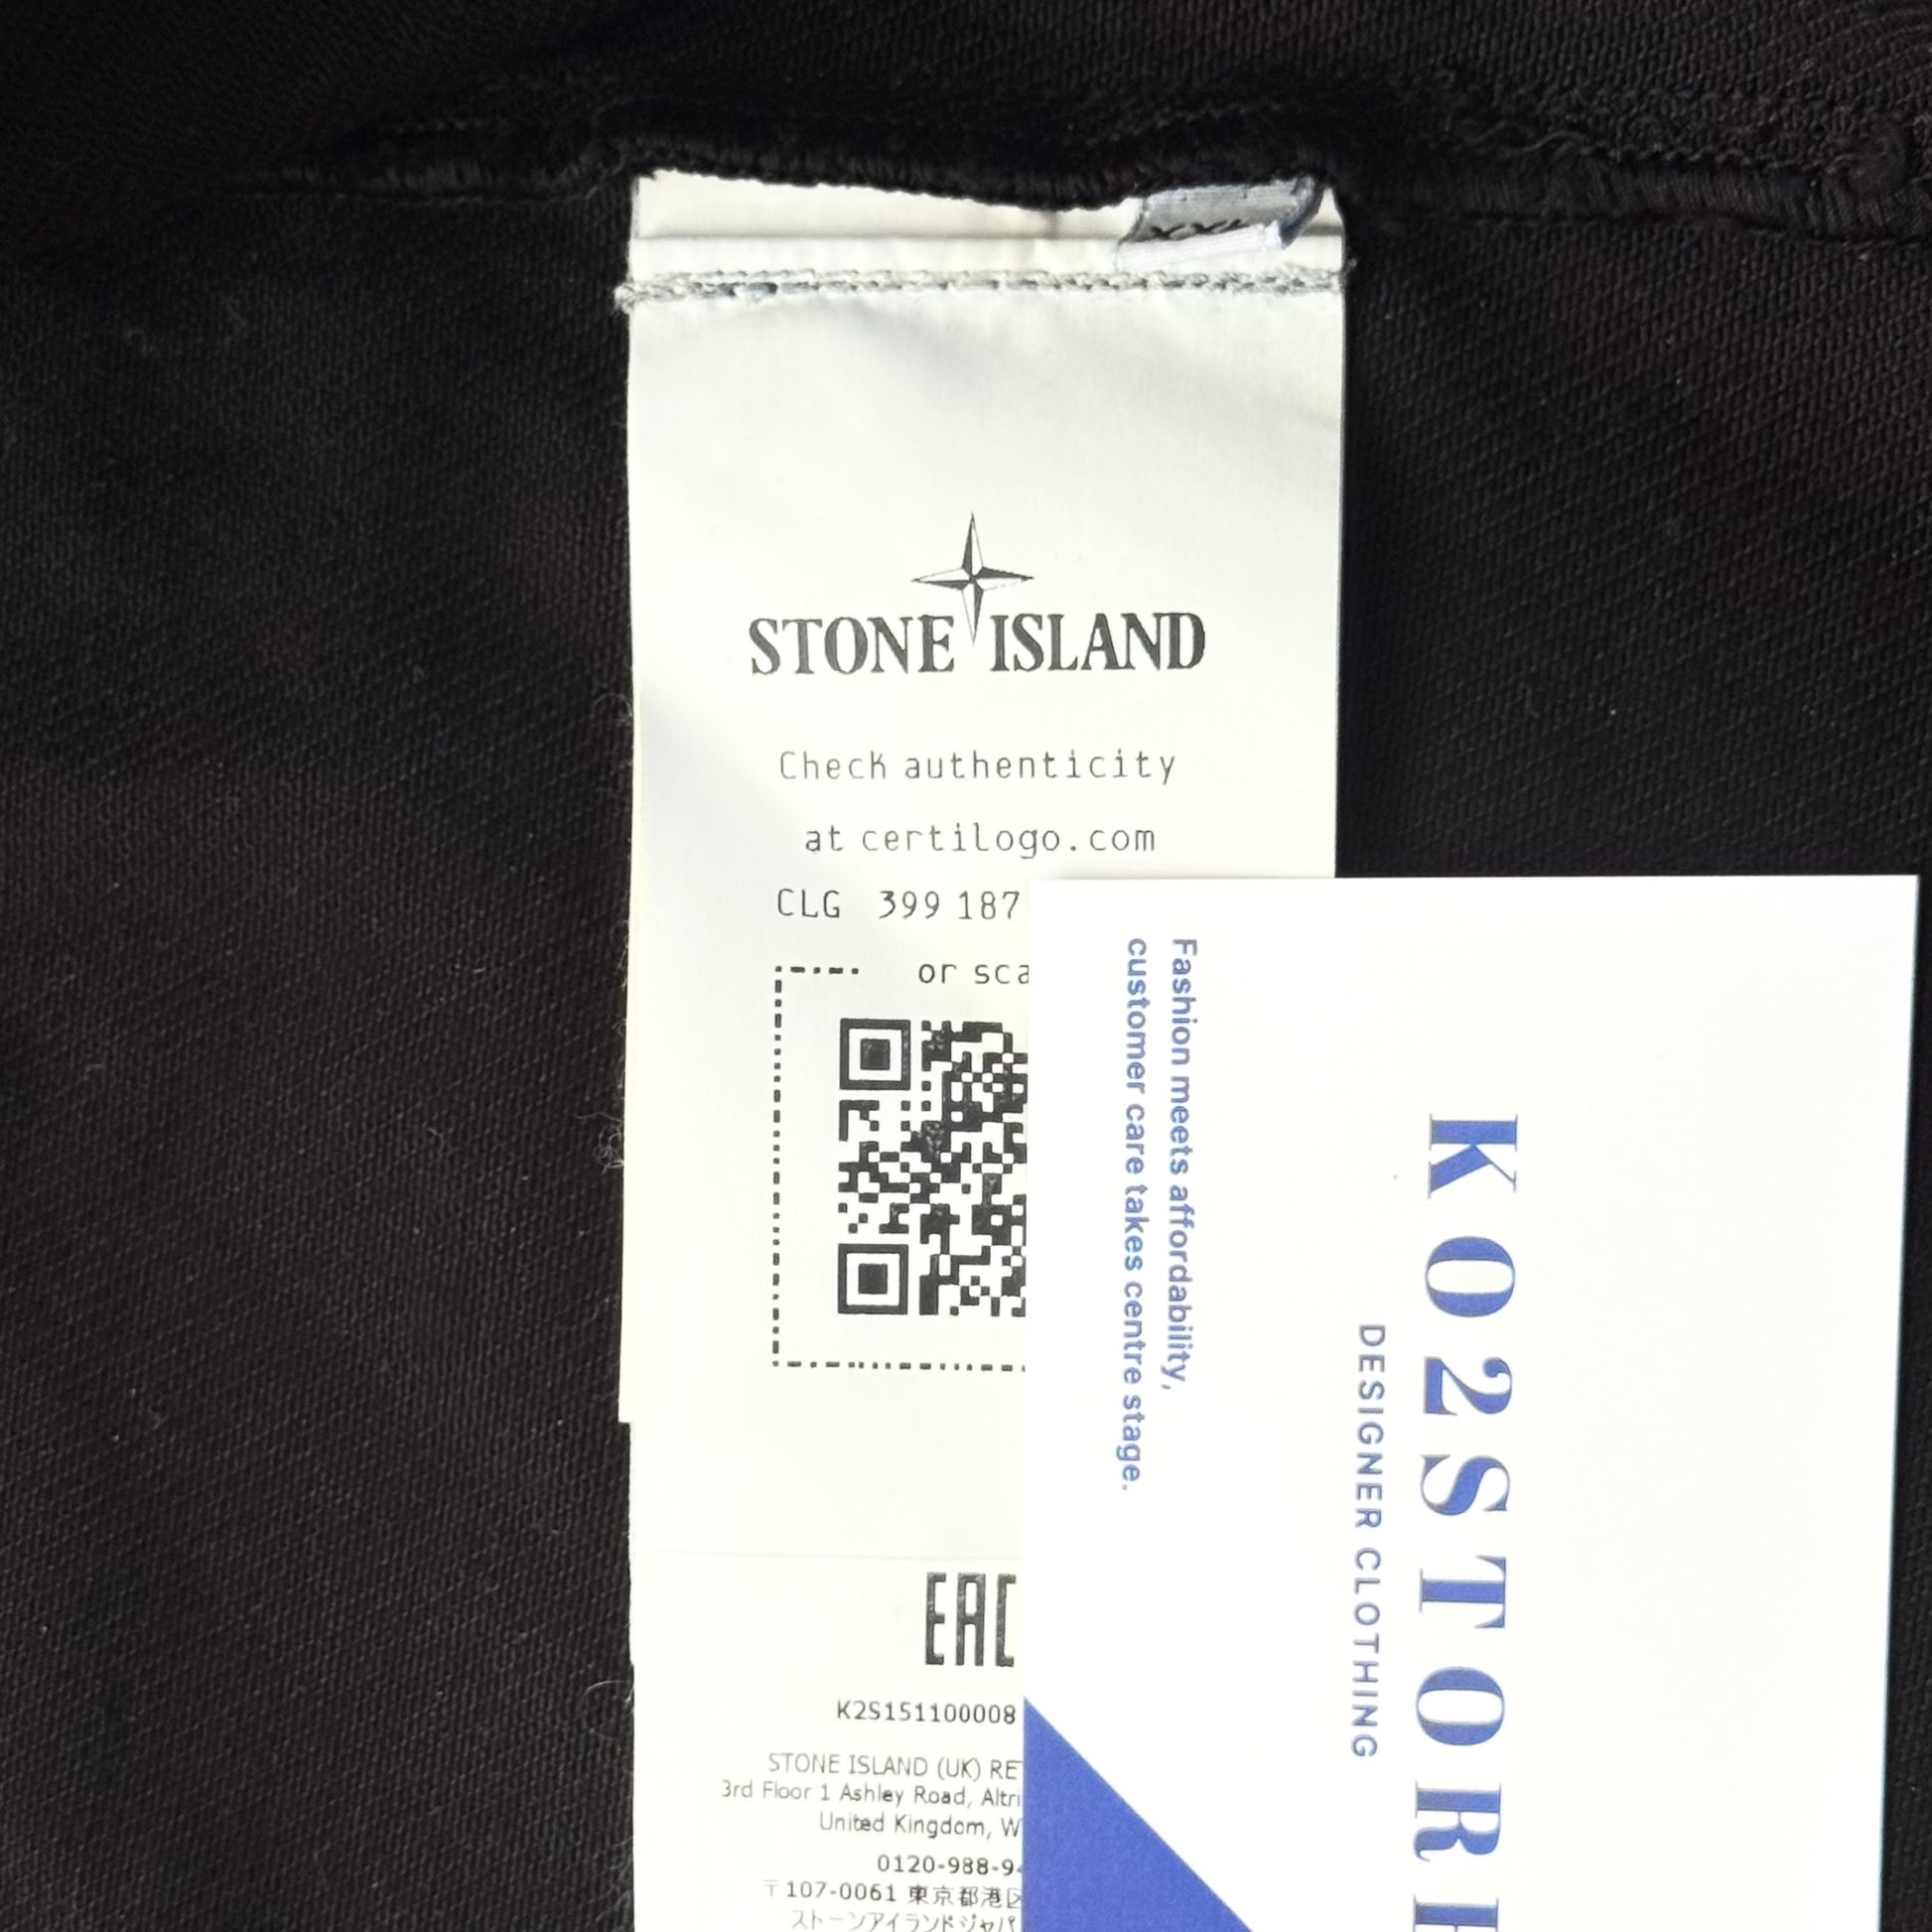 XXL
STONE ISLAND
Check authenticity
at certilogo.com
CLG 399 187
or sca
EAC
K2S151100008
STONE ISLAND (UK) RE
3rd Floor 1 Ashley Road, Altri
United Kingdom, W
0120-988-9
〒107-0061 東京都港区
ストーンアイランドジャパ
Fashion meets affordability,
customer care takes centre stage.
KO2STOR
DESIGNER CLOTHING